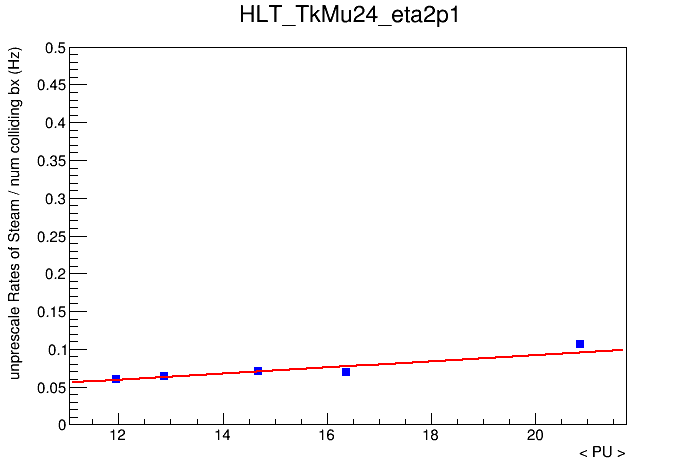 HLT_TkMu24_eta2p1
unprescale Rates of Steam / num colliding bx (Hz)
0.5
0.45
0.4
0.35
0.3
0.25
0.2
0.15
0.1
0.05
0
12 14 16 18 20
< PU >